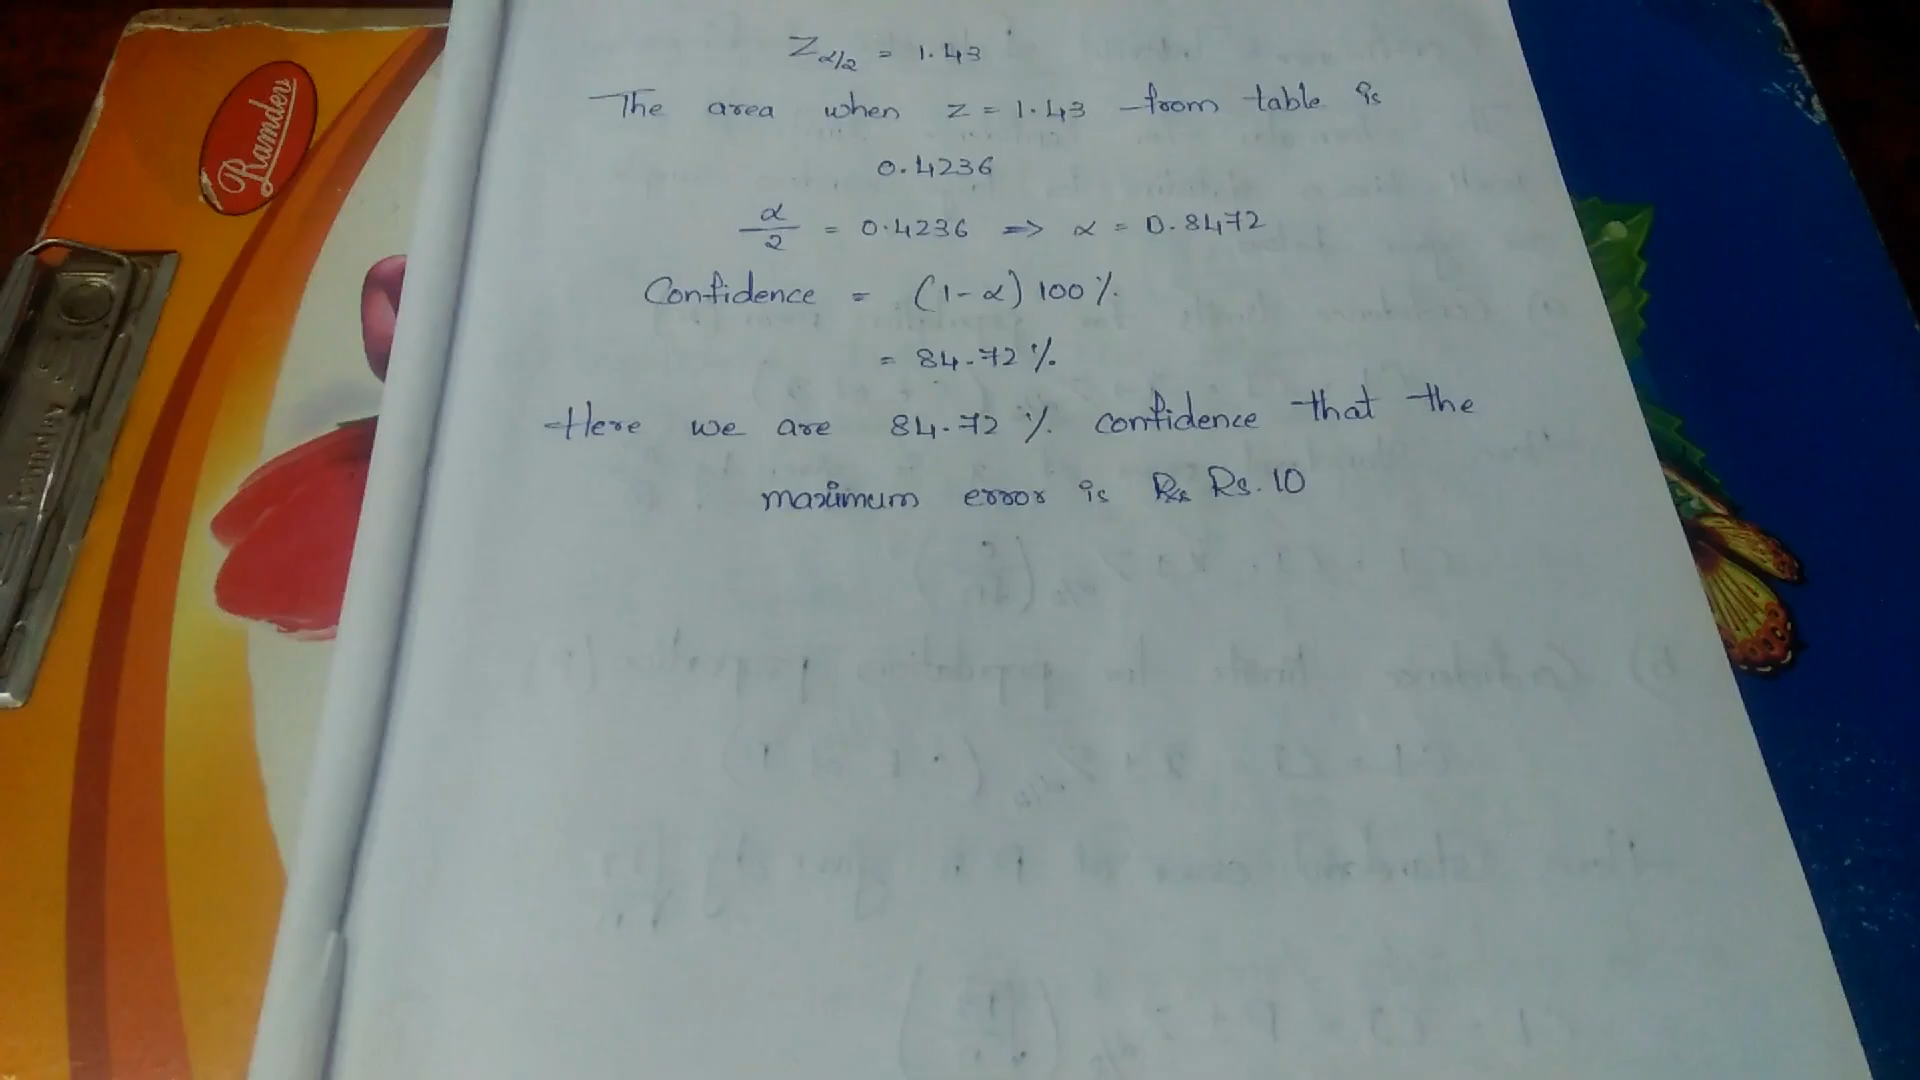 Z α/2 = 1.43
The area when z = 1.43 from table is
0.4236
α/2 = 0.4236 => α = 0.8472
Confidence = (1-α) 100%
= 84.72%
Here we are 84.72% confidence that the
maximum error is Rs Rs. 10
Ramdev
Ramdev